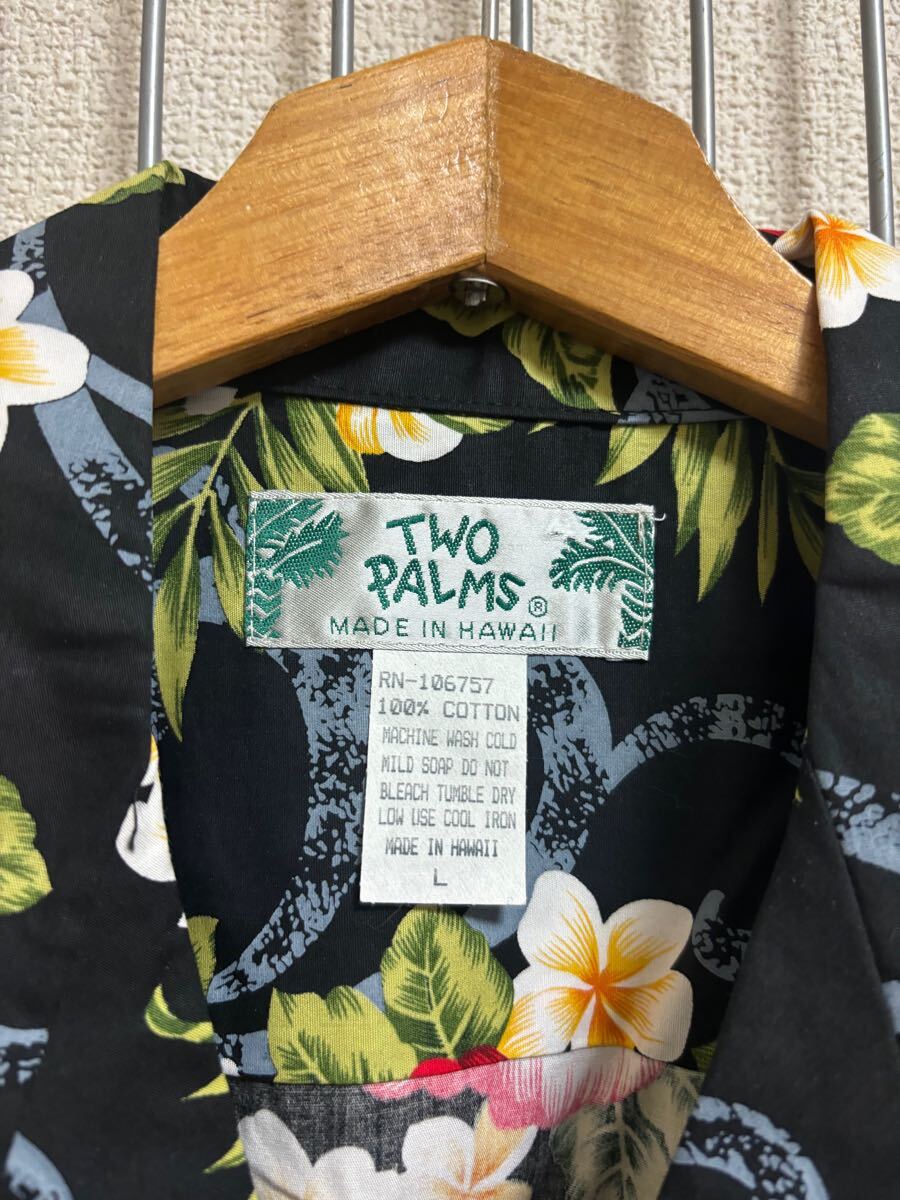 TWO
PALMS ®
MADE IN HAWAII
RN-106757
100% COTTON
MACHINE WASH COLD
MILD SOAP DO NOT
BLEACH TUMBLE DRY
LOW USE COOL IRON
MADE IN HAWAII
L